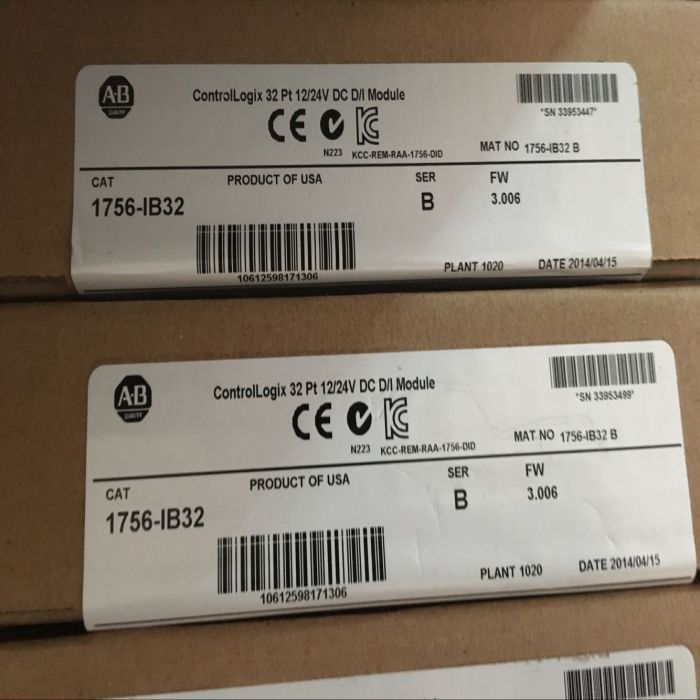 A·B
QUALITY
ControlLogix 32 Pt 12/24V DC D/I Module
*SN 33953447*
CE
N223 KCC-REM-RAA-1756-DID
MAT NO 1756-IB32 B
CAT
PRODUCT OF USA
SER
FW
1756-IB32
B
3.006
10612598171306
PLANT 1020
DATE 2014/04/15
A·B
QUALITY
ControlLogix 32 Pt 12/24V DC D/I Module
*SN 33953499*
CE
N223 KCC-REM-RAA-1756-DID
MAT NO 1756-IB32 B
CAT
PRODUCT OF USA
SER
FW
1756-IB32
B
3.006
10612598171306
PLANT 1020
DATE 2014/04/15